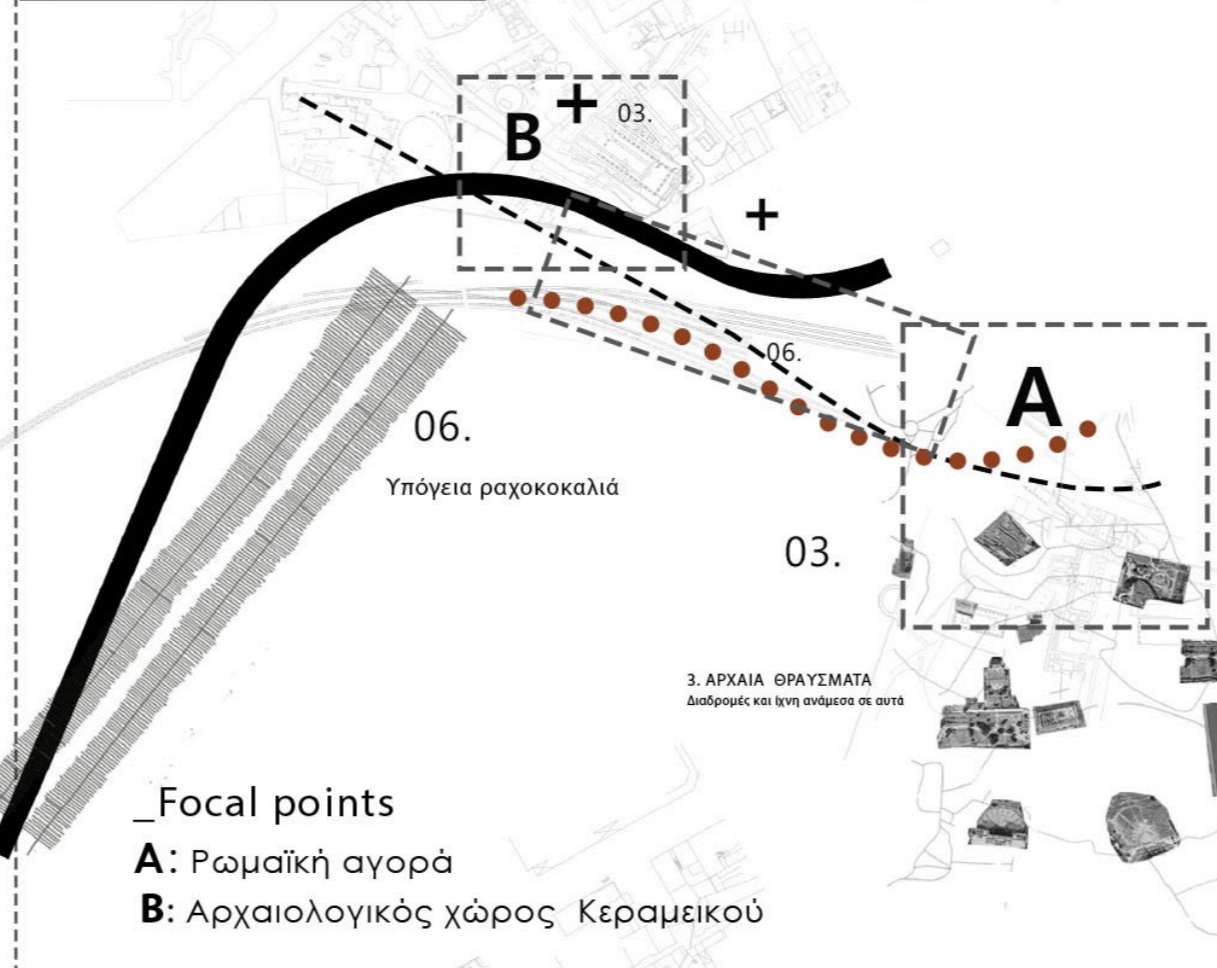 B + 03.
+
A
06.
06.
Υπόγεια ραχοκοκαλιά
03.
3. ΑΡΧΑΙΑ ΘΡΑΥΣΜΑΤΑ
Διαδρομές και ίχνη ανάμεσα σε αυτά
_Focal points
A: Ρωμαϊκή αγορά
B: Αρχαιολογικός χώρος Κεραμεικού